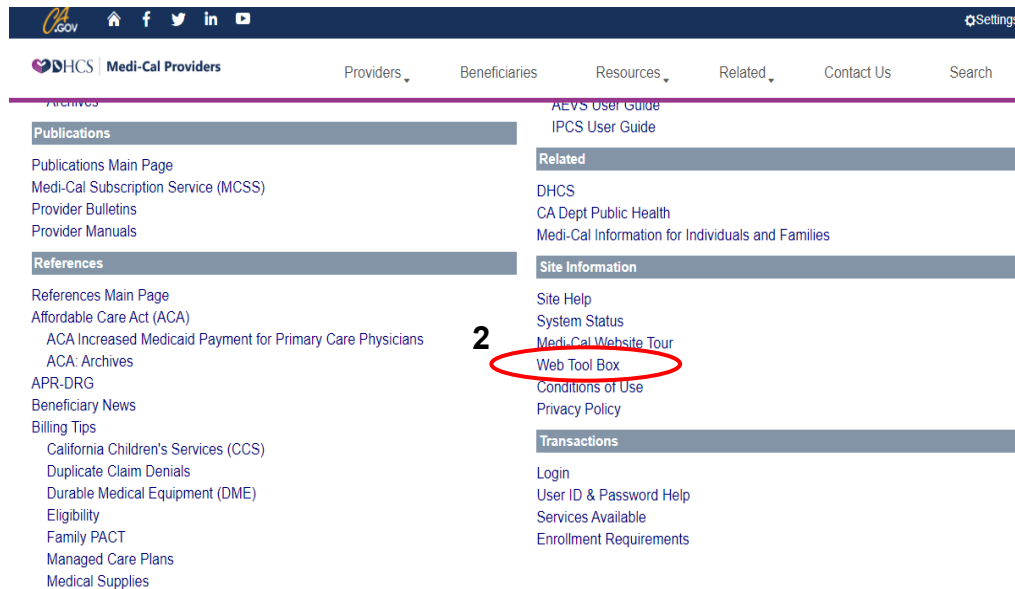 CA.GOV
Settings
DHCS Medi-Cal Providers
Providers Beneficiaries Resources Related Contact Us Search
Archives
Publications
Publications Main Page
Medi-Cal Subscription Service (MCSS)
Provider Bulletins
Provider Manuals
References
References Main Page
Affordable Care Act (ACA)
ACA Increased Medicaid Payment for Primary Care Physicians
ACA: Archives
APR-DRG
Beneficiary News
Billing Tips
California Children's Services (CCS)
Duplicate Claim Denials
Durable Medical Equipment (DME)
Eligibility
Family PACT
Managed Care Plans
Medical Supplies
AEVS User Guide
IPCS User Guide
Related
DHCS
CA Dept Public Health
Medi-Cal Information for Individuals and Families
Site Information
Site Help
System Status
Medi-Cal Website Tour
2
Web Tool Box
Conditions of Use
Privacy Policy
Transactions
Login
User ID & Password Help
Services Available
Enrollment Requirements